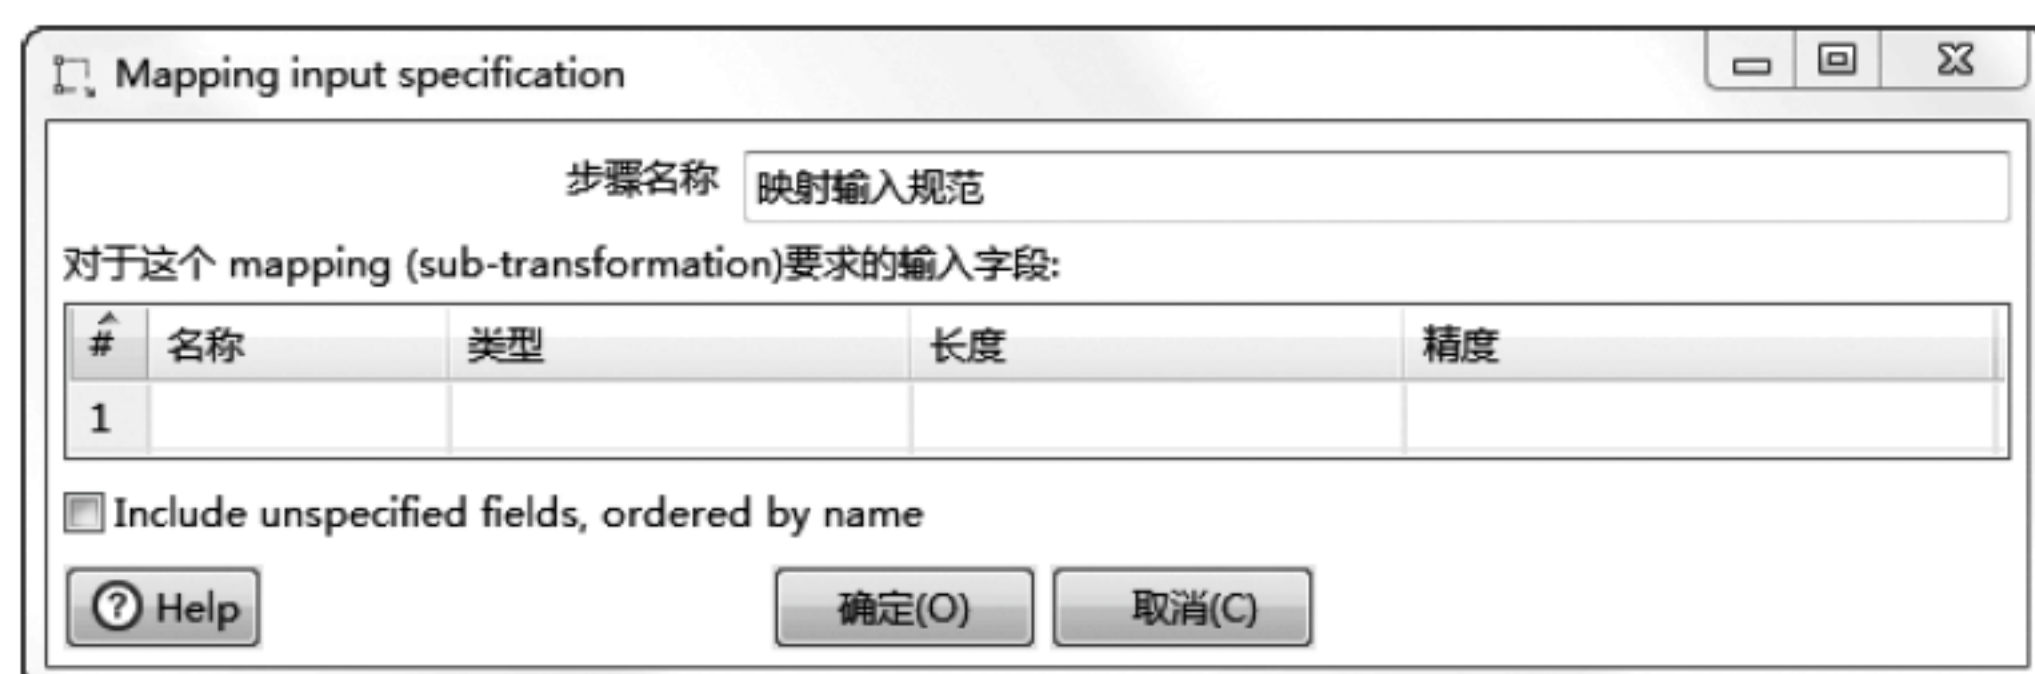 Mapping input specification
步骤名称 映射输入规范
对于这个 mapping (sub-transformation)要求的输入字段:
# 名称 类型 长度 精度
1
Include unspecified fields, ordered by name
Help 确定(O) 取消(C)